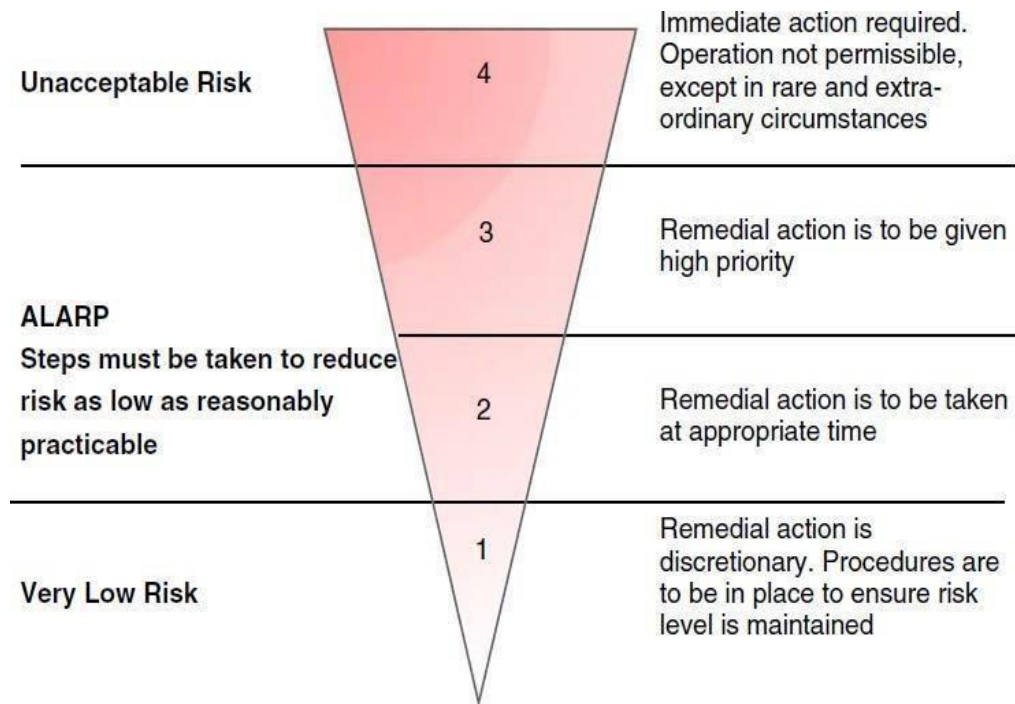 Unacceptable Risk
4
Immediate action required.
Operation not permissible,
except in rare and extra-
ordinary circumstances
3
Remedial action is to be given
high priority
ALARP
Steps must be taken to reduce
risk as low as reasonably
practicable
2
Remedial action is to be taken
at appropriate time
Very Low Risk
1
Remedial action is
discretionary. Procedures are
to be in place to ensure risk
level is maintained